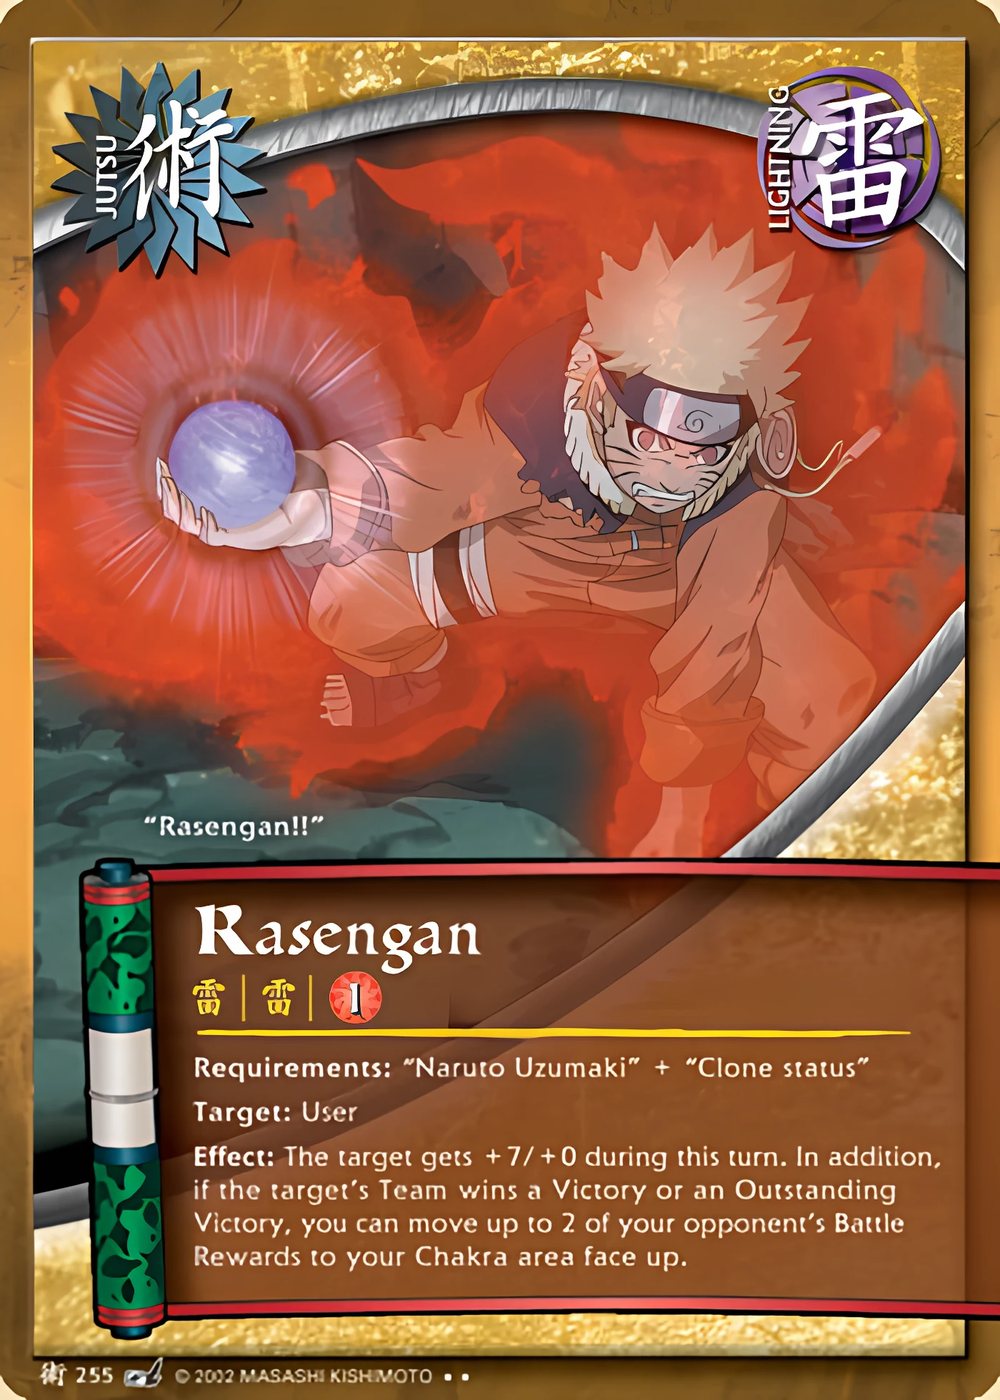 JUTSU
術
LIGHTNING
雷
“Rasengan!!”
Rasengan
雷 | 雷 | 1
Requirements: “Naruto Uzumaki” + “Clone status”
Target: User
Effect: The target gets +7/+0 during this turn. In addition,
if the target's Team wins a Victory or an Outstanding
Victory, you can move up to 2 of your opponent's Battle
Rewards to your Chakra area face up.
術 255 © 2002 MASASHI KISHIMOTO